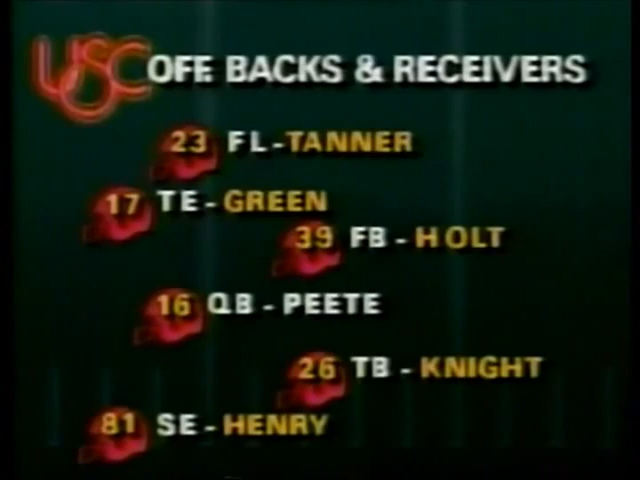 USC OFF. BACKS & RECEIVERS
23 FL-TANNER
17 TE-GREEN
39 FB-HOLT
16 QB-PEETE
26 TB-KNIGHT
81 SE-HENRY